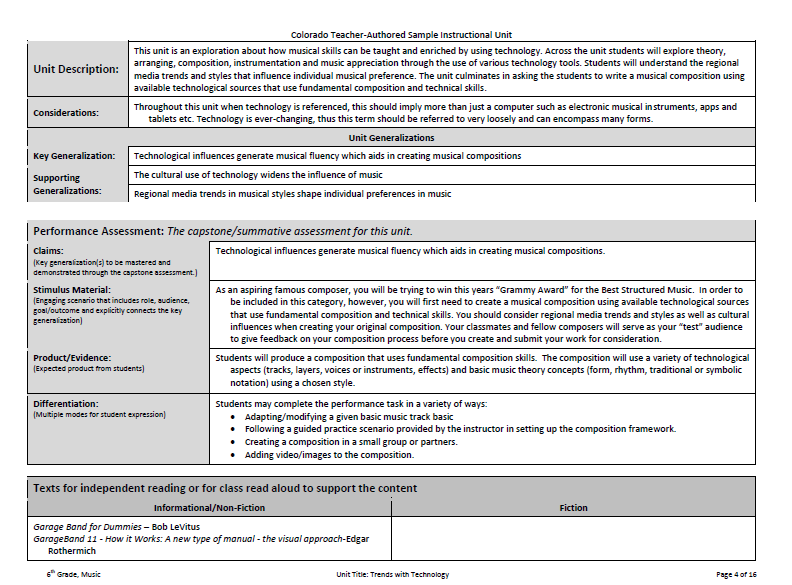 Colorado Teacher-Authored Sample Instructional Unit
Unit Description:
This unit is an exploration about how musical skills can be taught and enriched by using technology. Across the unit students will explore theory,
arranging, composition, instrumentation and music appreciation through the use of various technology tools. Students will understand the regional
media trends and styles that influence individual musical preference. The unit culminates in asking the students to write a musical composition using
available technological sources that use fundamental composition and technical skills.
Considerations:
Throughout this unit when technology is referenced, this should imply more than just a computer such as electronic musical instruments, apps and
tablets etc. Technology is ever-changing, thus this term should be referred to very loosely and can encompass many forms.
Unit Generalizations
Key Generalization:
Technological influences generate musical fluency which aids in creating musical compositions
Supporting
Generalizations:
The cultural use of technology widens the influence of music
Regional media trends in musical styles shape individual preferences in music
Performance Assessment: The capstone/summative assessment for this unit.
Claims:
(Key generalization(s) to be mastered and
demonstrated through the capstone assessment.)
Technological influences generate musical fluency which aids in creating musical compositions.
Stimulus Material:
(Engaging scenario that includes role, audience,
goal/outcome and explicitly connects the key
generalization)
As an aspiring famous composer, you will be trying to win this years “Grammy Award” for the Best Structured Music. In order to
be included in this category, however, you will first need to create a musical composition using available technological sources
that use fundamental composition and technical skills. You should consider regional media trends and styles as well as cultural
influences when creating your original composition. Your classmates and fellow composers will serve as your “test” audience
to give feedback on your composition process before you create and submit your work for consideration.
Product/Evidence:
(Expected product from students)
Students will produce a composition that uses fundamental composition skills. The composition will use a variety of technological
aspects (tracks, layers, voices or instruments, effects) and basic music theory concepts (form, rhythm, traditional or symbolic
notation) using a chosen style.
Differentiation:
(Multiple modes for student expression)
Students may complete the performance task in a variety of ways:
• Adapting/modifying a given basic music track basic
• Following a guided practice scenario provided by the instructor in setting up the composition framework.
• Creating a composition in a small group or partners.
• Adding video/images to the composition.
Texts for independent reading or for class read aloud to support the content
Informational/Non-Fiction
Fiction
Garage Band for Dummies – Bob LeVitus
GarageBand 11 - How it Works: A new type of manual - the visual approach-Edgar
Rothermich
6th Grade, Music
Unit Title: Trends with Technology
Page 4 of 16